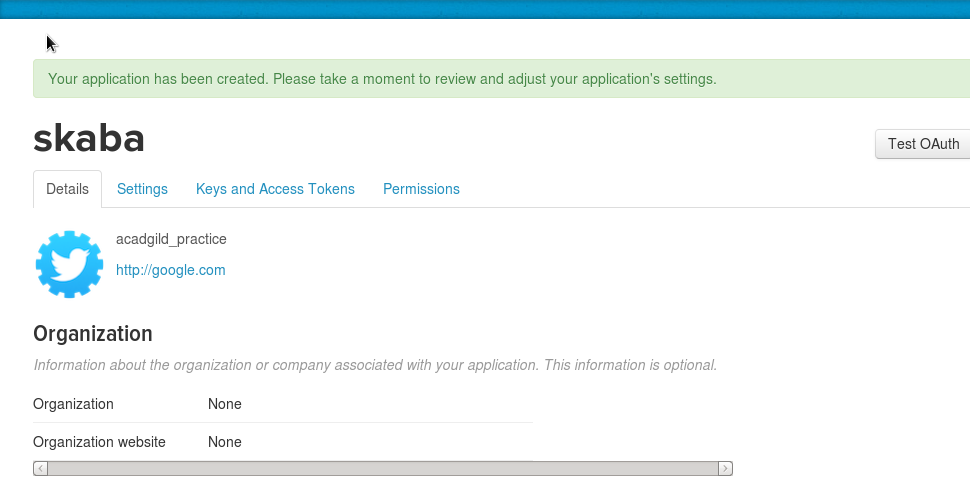 Your application has been created. Please take a moment to review and adjust your application's settings.
skaba
Test OAuth
Details Settings Keys and Access Tokens Permissions
acadgild_practice
http://google.com
Organization
Information about the organization or company associated with your application. This information is optional.
Organization None
Organization website None